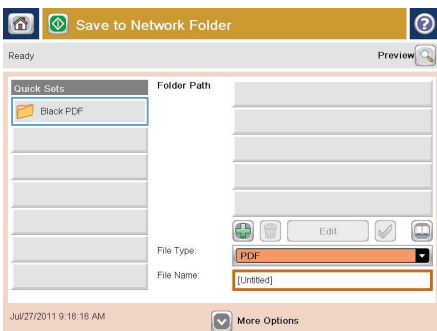 Save to Network Folder
Ready
Preview
Quick Sets
Folder Path
Black PDF
Edit
File Type:
PDF
File Name:
[Untitled]
Jul/27/2011 9:18:18 AM
More Options